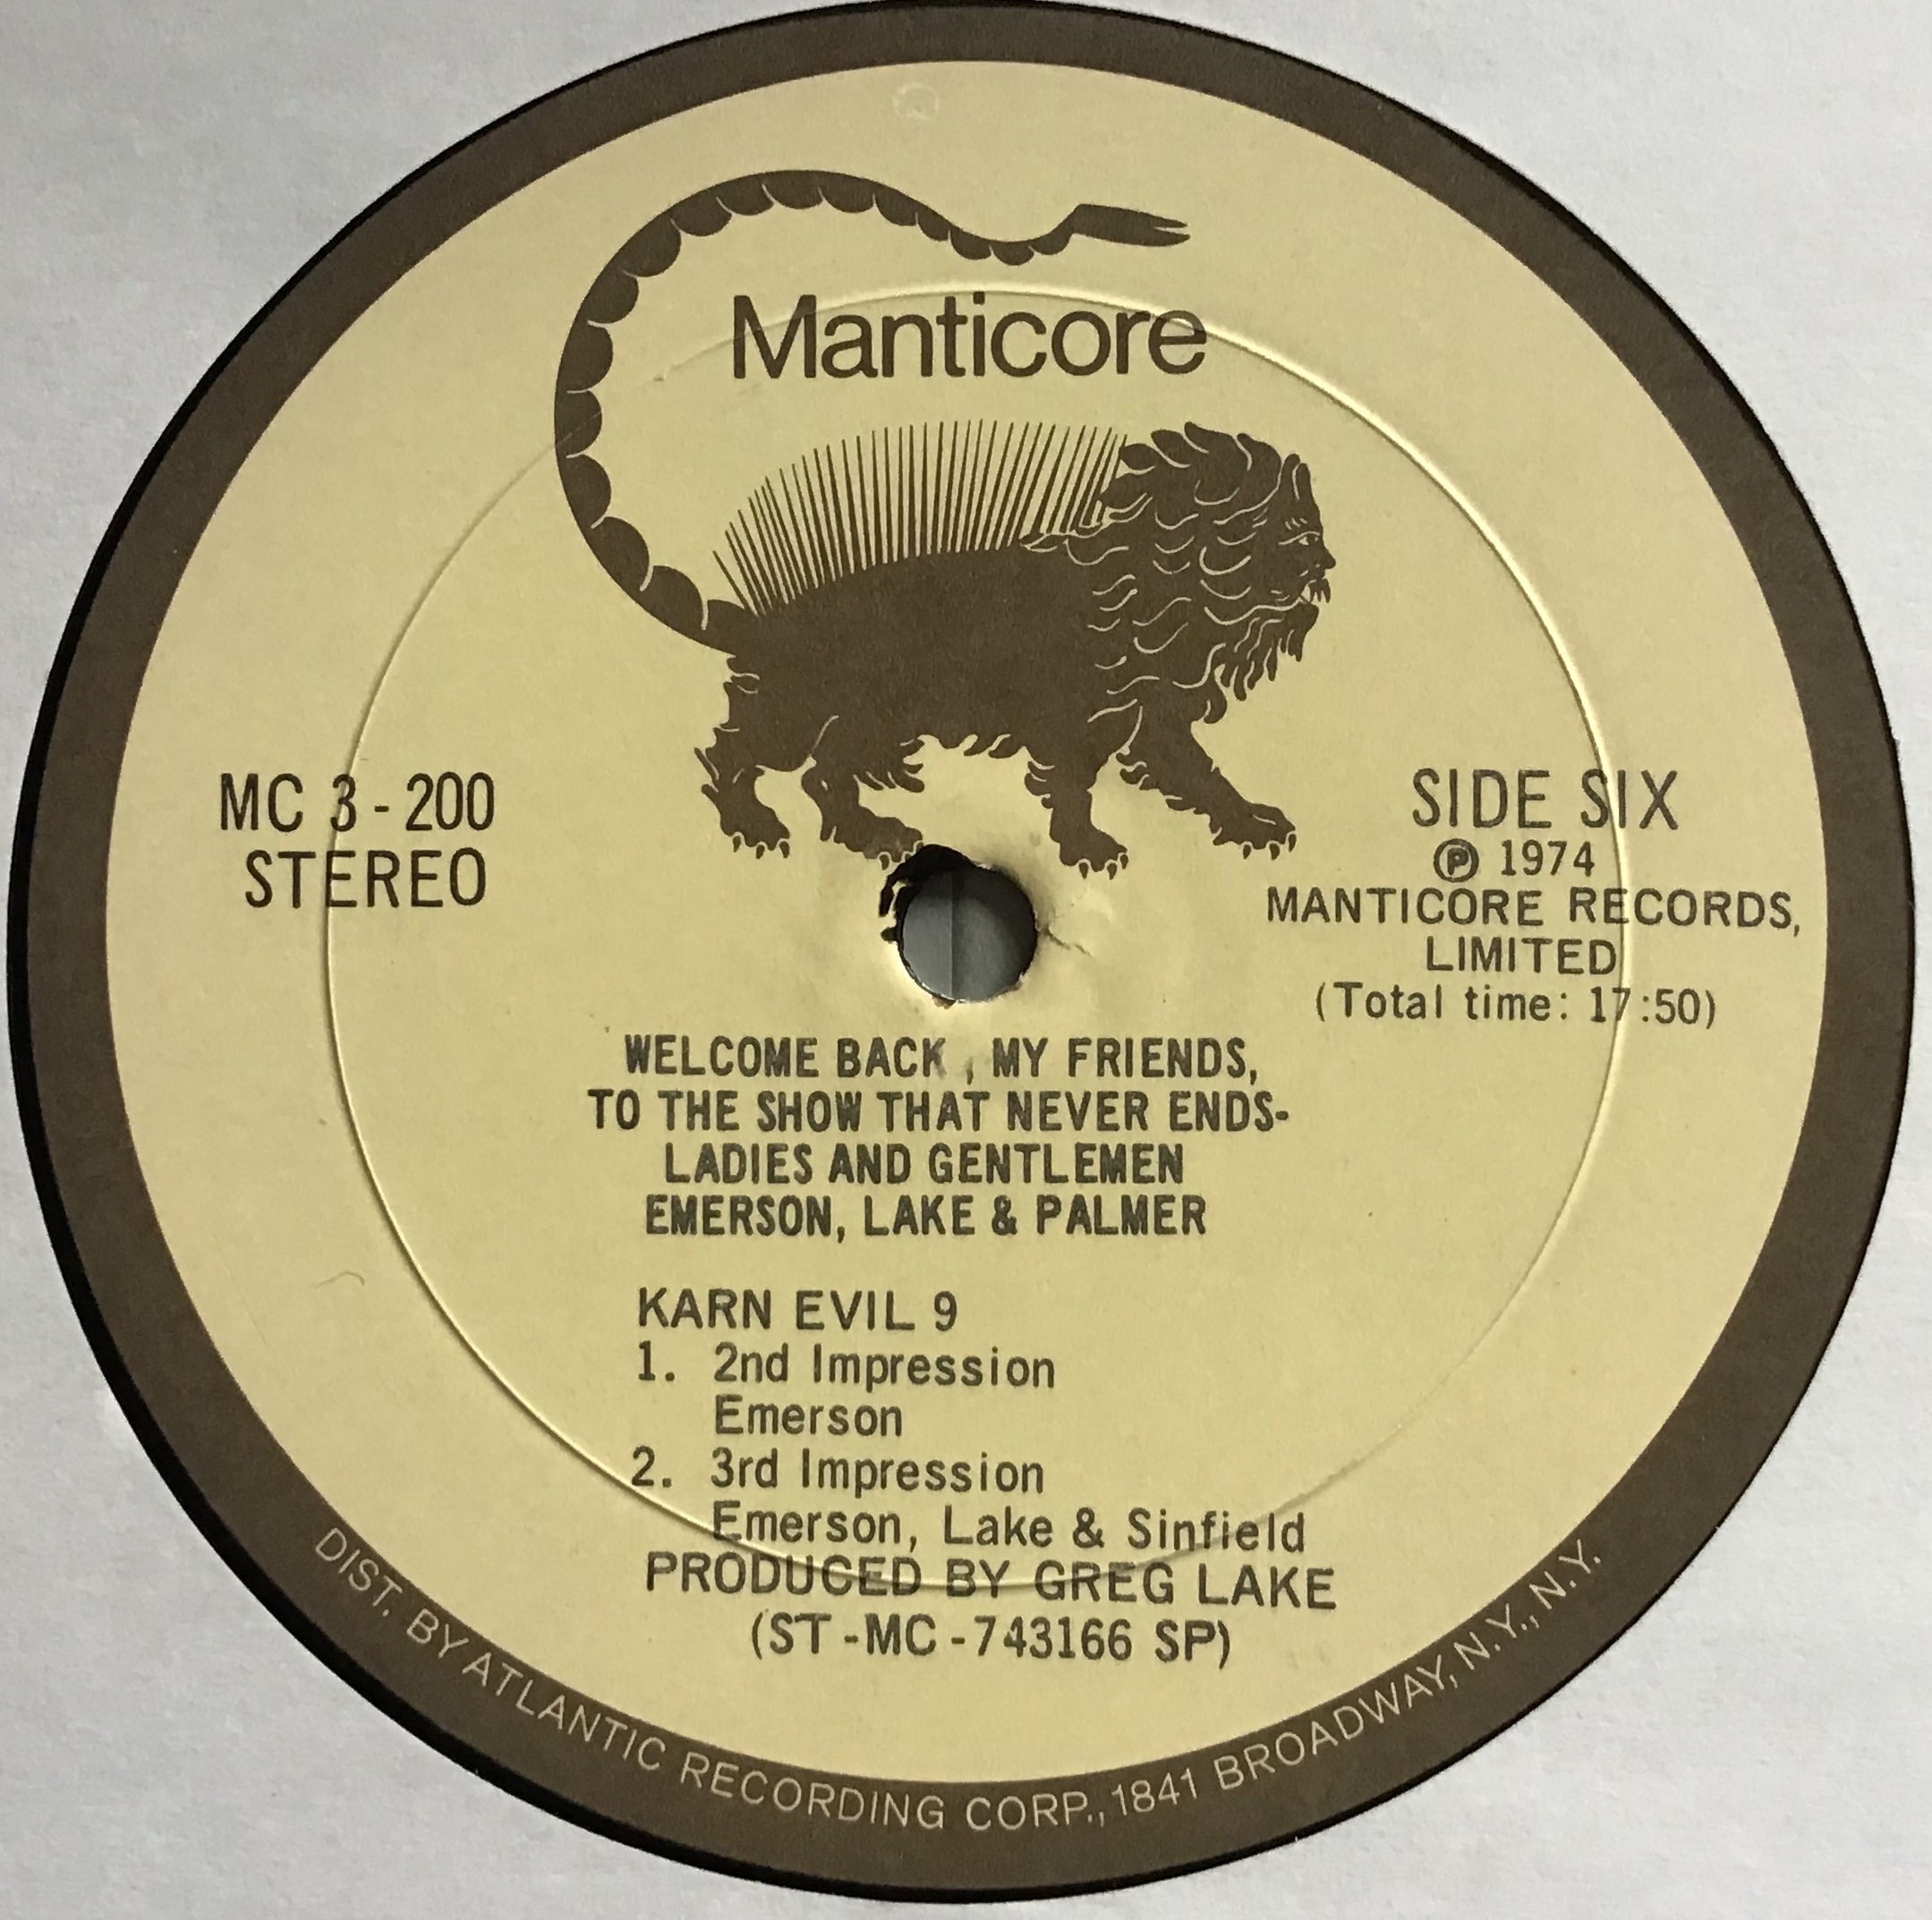 Manticore
MC 3-200
STEREO
SIDE SIX
Ⓟ 1974
MANTICORE RECORDS,
LIMITED
(Total time: 17:50)
WELCOME BACK, MY FRIENDS,
TO THE SHOW THAT NEVER ENDS-
LADIES AND GENTLEMEN
EMERSON, LAKE & PALMER
KARN EVIL 9
1. 2nd Impression
Emerson
2. 3rd Impression
Emerson, Lake & Sinfield
PRODUCED BY GREG LAKE
(ST-MC-743166 SP)
DIST. BY ATLANTIC RECORDING CORP., 1841 BROADWAY, N.Y., N.Y.